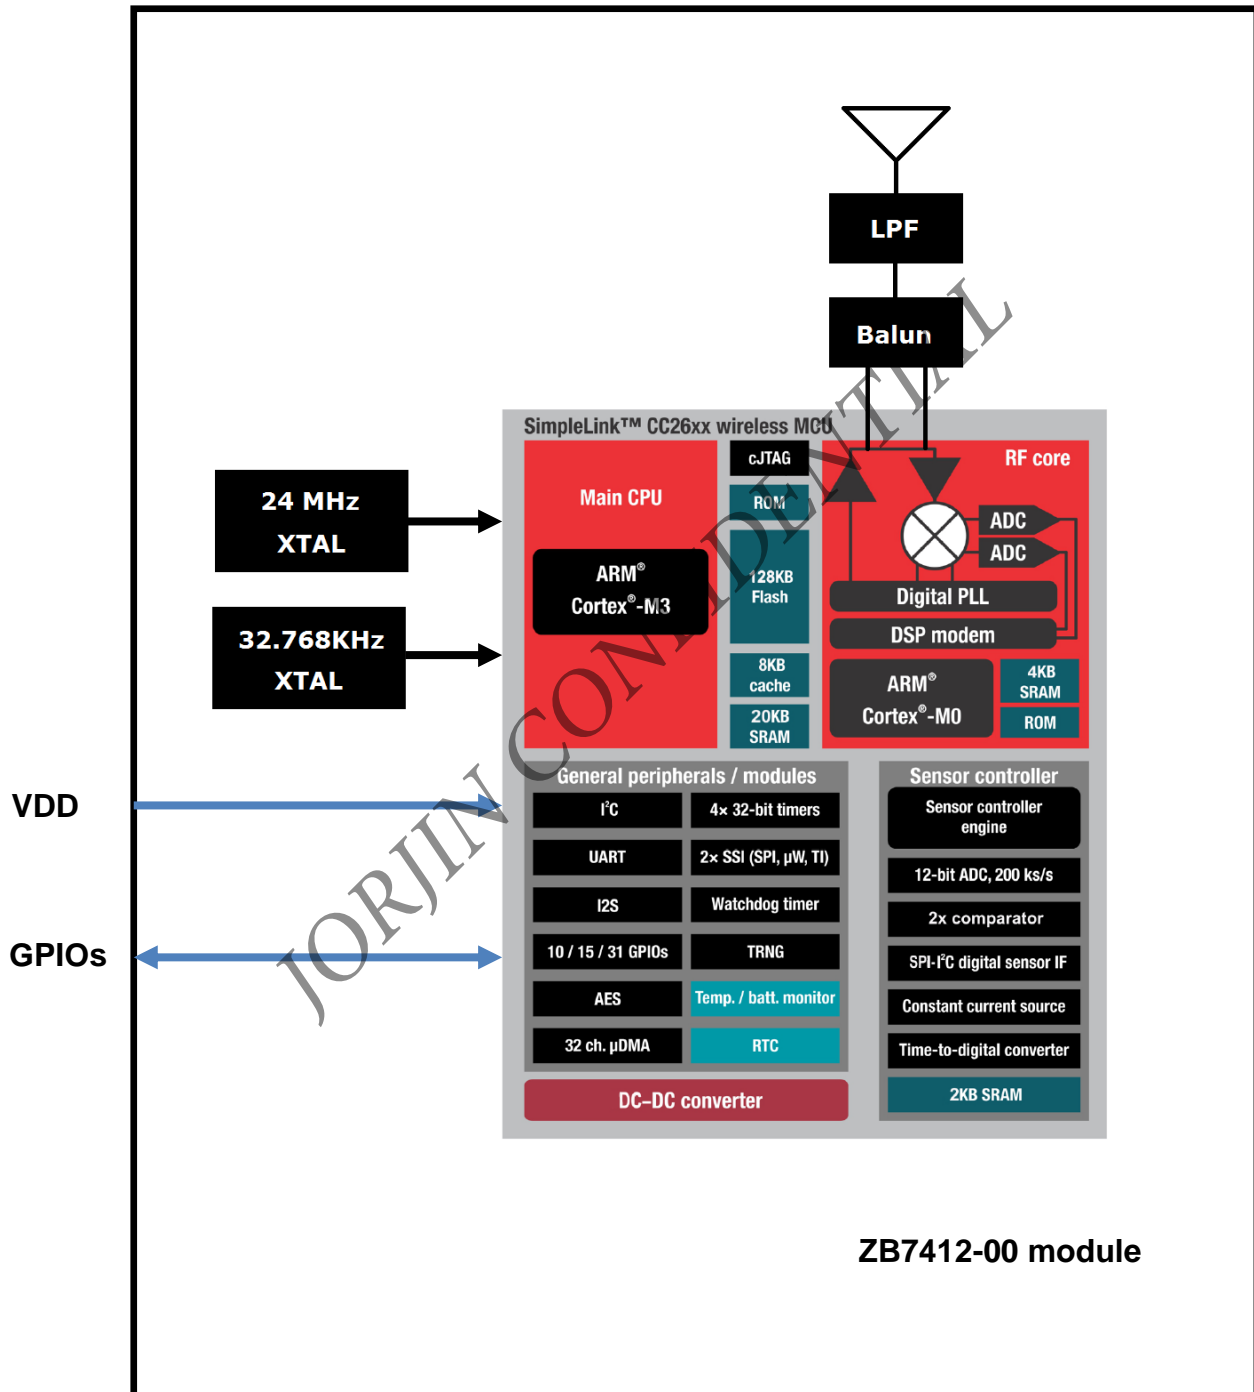 LPF
Balun
SimpleLink™ CC26xx wireless MCU
24 MHz
XTAL
32.768KHz
XTAL
Main CPU
ARM®
Cortex®-M3
cJTAG
ROM
128KB
Flash
8KB
cache
20KB
SRAM
RF core
ADC
ADC
Digital PLL
DSP modem
ARM®
Cortex®-M0
4KB
SRAM
ROM
VDD
GPIOs
General peripherals / modules
I²C
4× 32-bit timers
UART
2× SSI (SPI, µW, TI)
I2S
Watchdog timer
10 / 15 / 31 GPIOs
TRNG
AES
Temp. / batt. monitor
32 ch. µDMA
RTC
DC–DC converter
Sensor controller
Sensor controller
engine
12-bit ADC, 200 ks/s
2x comparator
SPI-I²C digital sensor IF
Constant current source
Time-to-digital converter
2KB SRAM
JORJIN CONFIDENTIAL
ZB7412-00 module